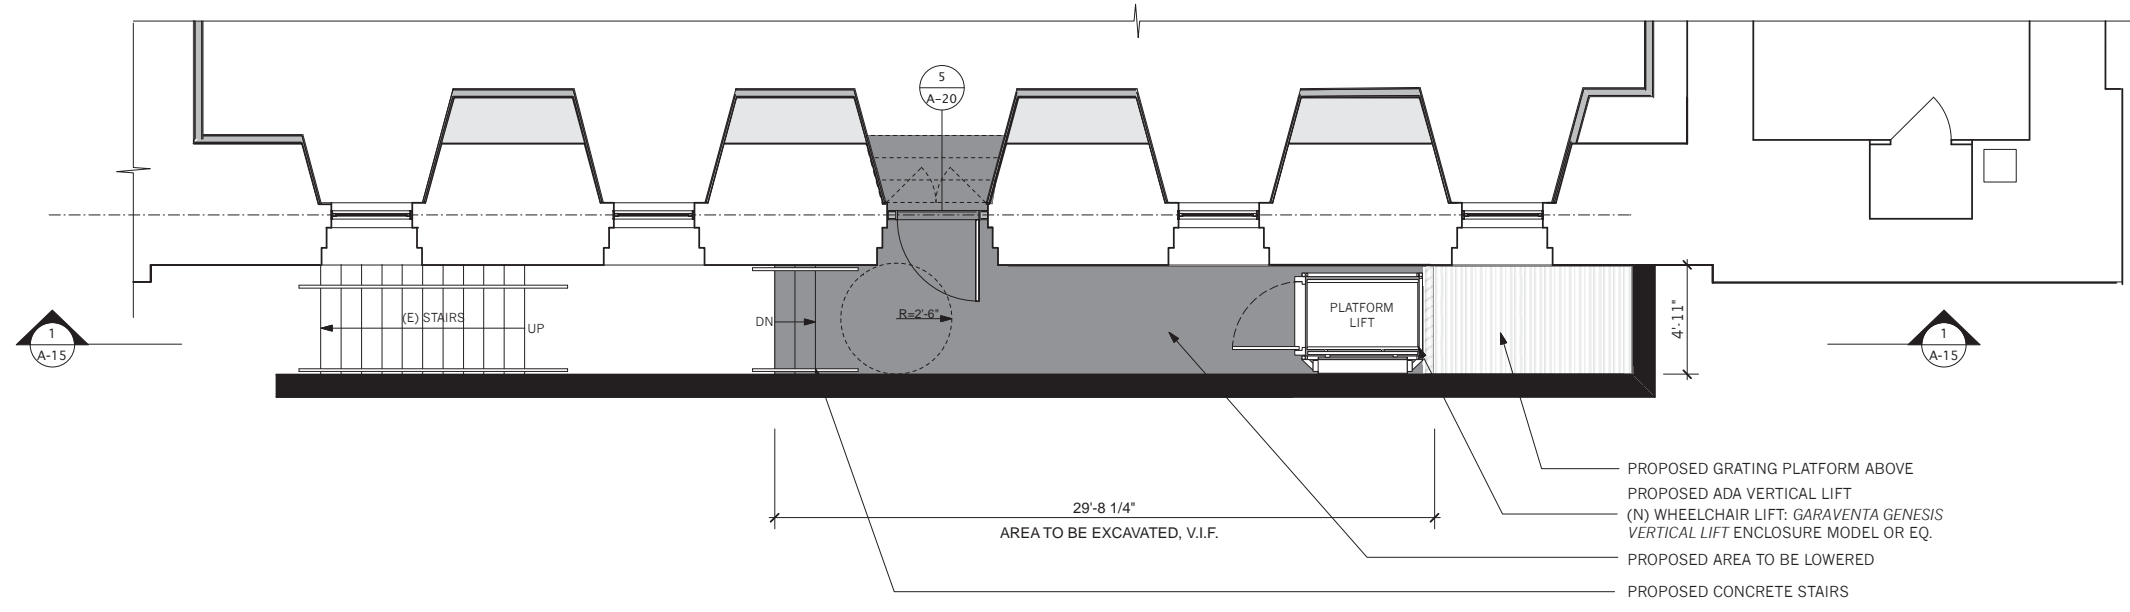 5
A-20
(E) STAIRS
UP
DN
R=2'-6"
PLATFORM
LIFT
4'-11"
1
A-15
1
A-15
29'-8 1/4"
AREA TO BE EXCAVATED, V.I.F.
PROPOSED GRATING PLATFORM ABOVE
PROPOSED ADA VERTICAL LIFT
(N) WHEELCHAIR LIFT: GARAVENTA GENESIS
VERTICAL LIFT ENCLOSURE MODEL OR EQ.
PROPOSED AREA TO BE LOWERED
PROPOSED CONCRETE STAIRS